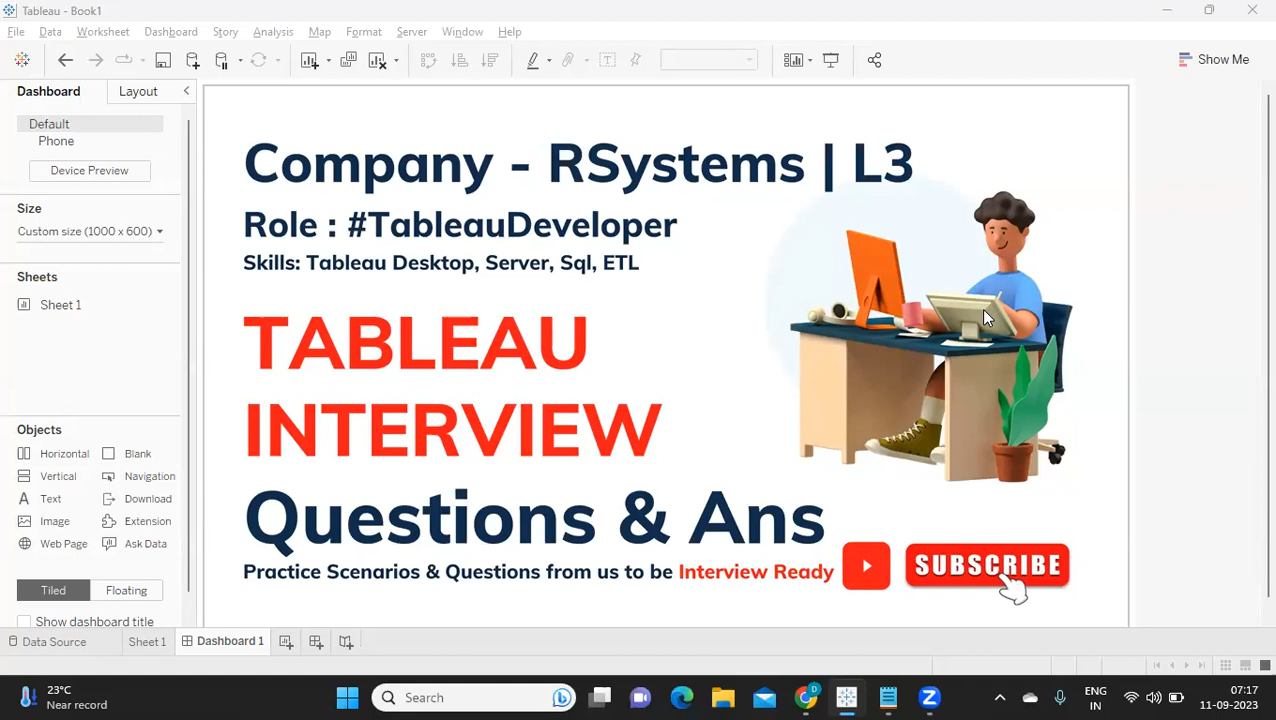 Tableau - Book1
File Data Worksheet Dashboard Story Analysis Map Format Server Window Help
Show Me
Dashboard Layout
Default
Phone
Device Preview
Size
Custom size (1000 x 600)
Sheets
Sheet 1
Objects
Horizontal Blank
Vertical Navigation
Text Download
Image Extension
Web Page Ask Data
Tiled Floating
Show dashboard title
Company - RSystems | L3
Role : #TableauDeveloper
Skills: Tableau Desktop, Server, Sql, ETL
TABLEAU
INTERVIEW
Questions & Ans
Practice Scenarios & Questions from us to be Interview Ready
SUBSCRIBE
Data Source Sheet 1 Dashboard 1
23°C
Near record
Search
ENG
IN
07:17
11-09-2023